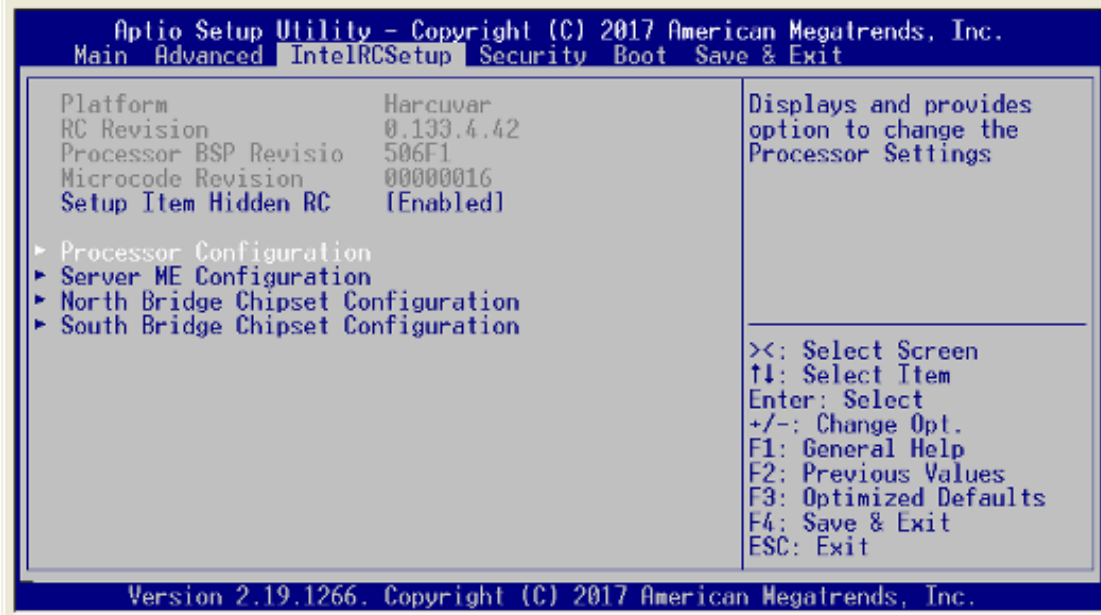 Aptio Setup Utility - Copyright (C) 2017 American Megatrends, Inc.
Main Advanced IntelRCSetup Security Boot Save & Exit
Platform Harcuvar
RC Revision 0.133.4.42
Processor BSP Revisio 506F1
Microcode Revision 00000016
Setup Item Hidden RC [Enabled]
► Processor Configuration
► Server ME Configuration
► North Bridge Chipset Configuration
► South Bridge Chipset Configuration
Displays and provides
option to change the
Processor Settings
><: Select Screen
↑↓: Select Item
Enter: Select
+/-: Change Opt.
F1: General Help
F2: Previous Values
F3: Optimized Defaults
F4: Save & Exit
ESC: Exit
Version 2.19.1266. Copyright (C) 2017 American Megatrends, Inc.